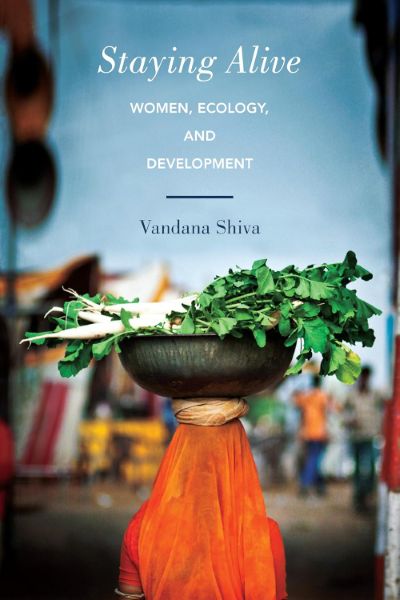 Staying Alive
WOMEN, ECOLOGY,
AND
DEVELOPMENT
Vandana Shiva